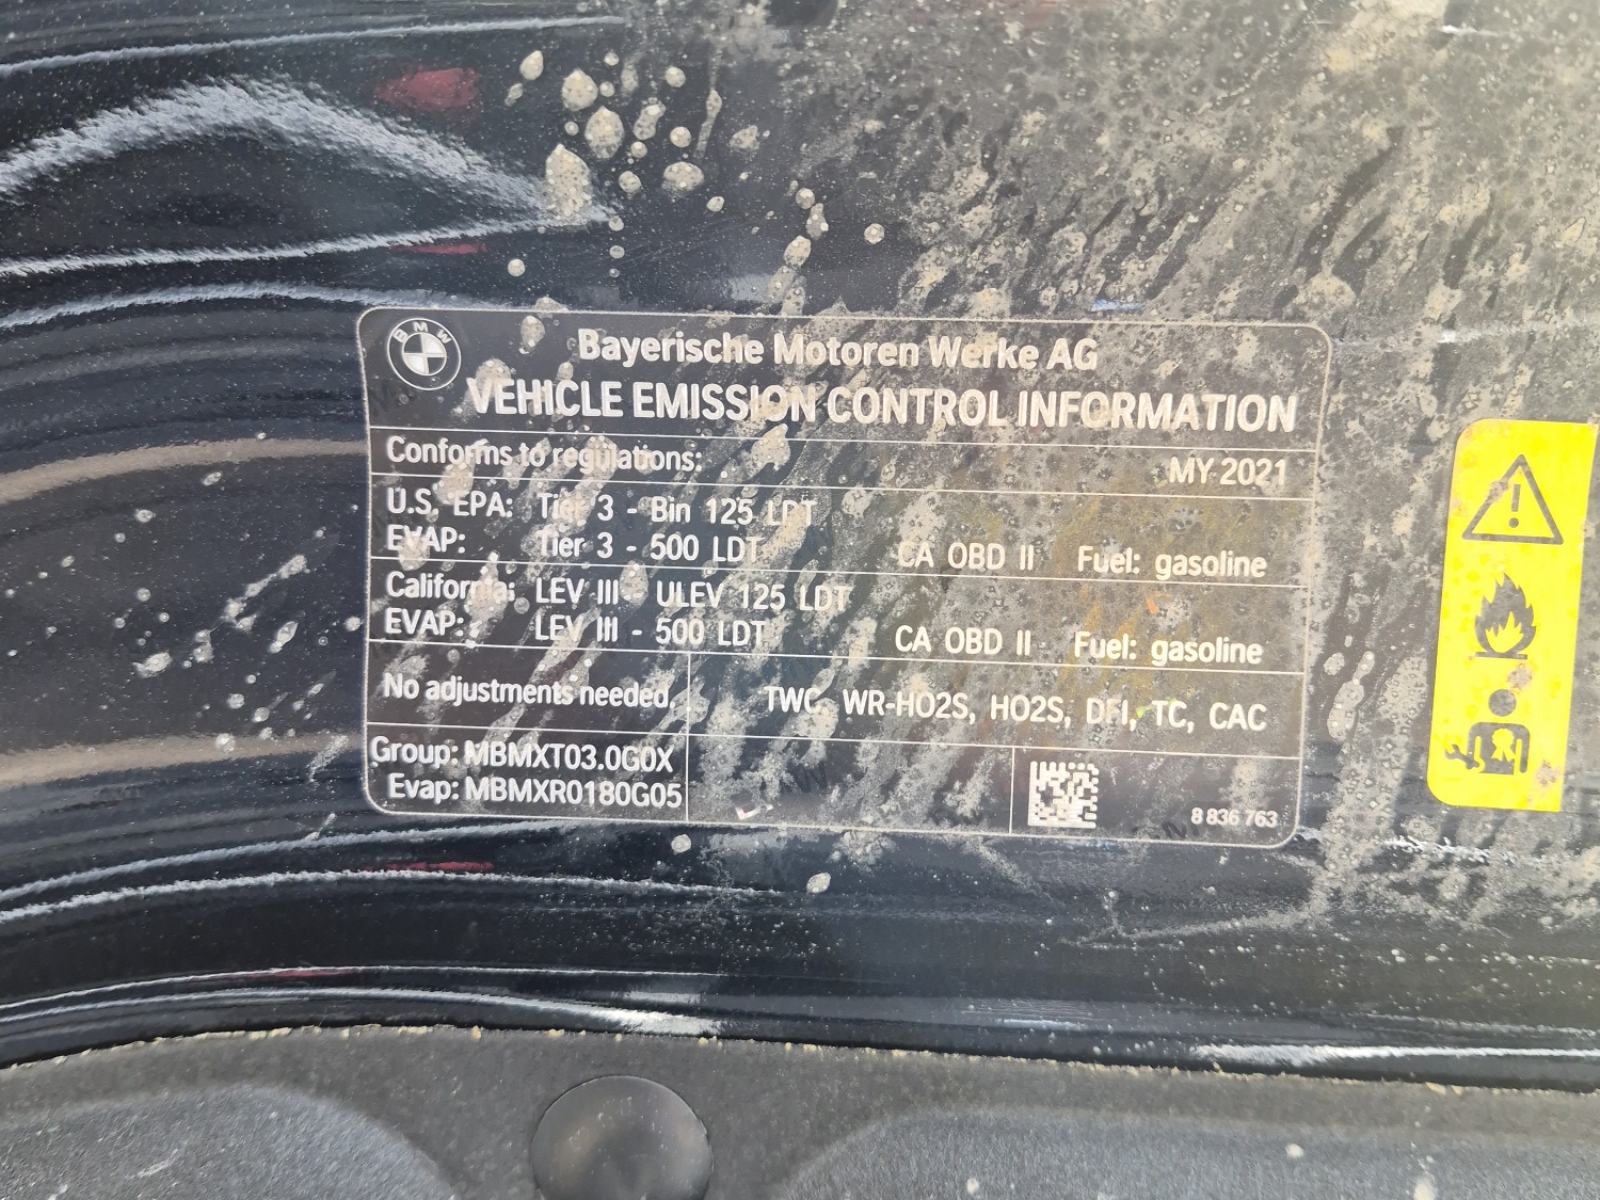 BMW
Bayerische Motoren Werke AG
VEHICLE EMISSION CONTROL INFORMATION
Conforms to regulations: MY 2021
U.S. EPA: Tier 3 - Bin 125 LDT
EVAP: Tier 3 - 500 LDT CA OBD II Fuel: gasoline
California: LEV III - ULEV 125 LDT
EVAP: LEV III - 500 LDT CA OBD II Fuel: gasoline
No adjustments needed. TWC, WR-HO2S, HO2S, DFI, TC, CAC
Group: MBMXT03.0G0X
Evap: MBMXR0180G05
8 836 763